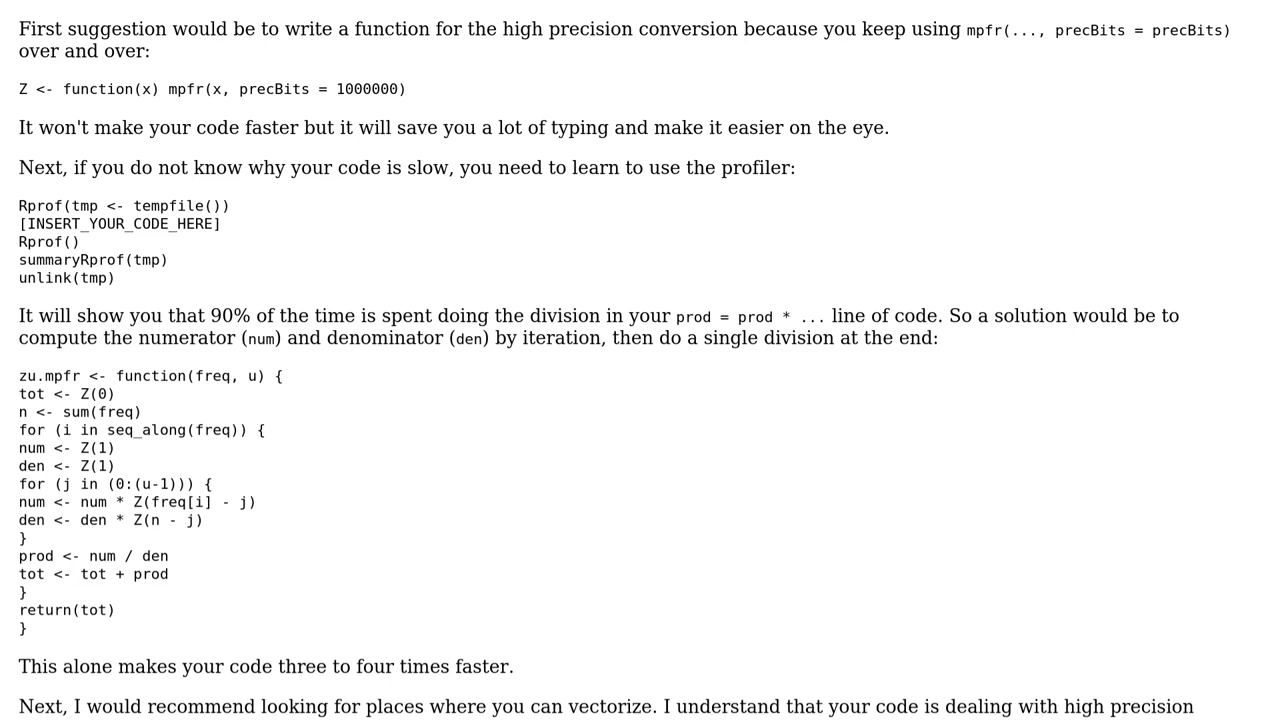 First suggestion would be to write a function for the high precision conversion because you keep using mpfr(..., precBits = precBits)
over and over:
Z <- function(x) mpfr(x, precBits = 1000000)
It won't make your code faster but it will save you a lot of typing and make it easier on the eye.
Next, if you do not know why your code is slow, you need to learn to use the profiler:
Rprof(tmp <- tempfile())
[INSERT_YOUR_CODE_HERE]
Rprof()
summaryRprof(tmp)
unlink(tmp)
It will show you that 90% of the time is spent doing the division in your prod = prod * ... line of code. So a solution would be to
compute the numerator (num) and denominator (den) by iteration, then do a single division at the end:
zu.mpfr <- function(freq, u) {
tot <- Z(0)
n <- sum(freq)
for (i in seq_along(freq)) {
num <- Z(1)
den <- Z(1)
for (j in (0:(u-1))) {
num <- num * Z(freq[i] - j)
den <- den * Z(n - j)
}
prod <- num / den
tot <- tot + prod
}
return(tot)
}
This alone makes your code three to four times faster.
Next, I would recommend looking for places where you can vectorize. I understand that your code is dealing with high precision